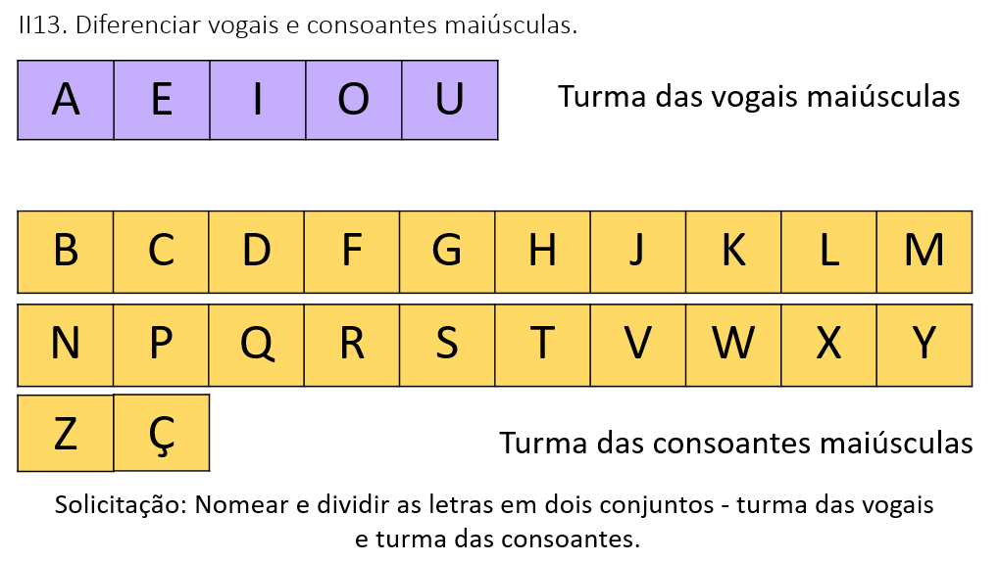 II13. Diferenciar vogais e consoantes maiúsculas.
A E I O U
Turma das vogais maiúsculas
B C D F G H J K L M
N P Q R S T V W X Y
Z Ç
Turma das consoantes maiúsculas
Solicitação: Nomear e dividir as letras em dois conjuntos - turma das vogais
e turma das consoantes.